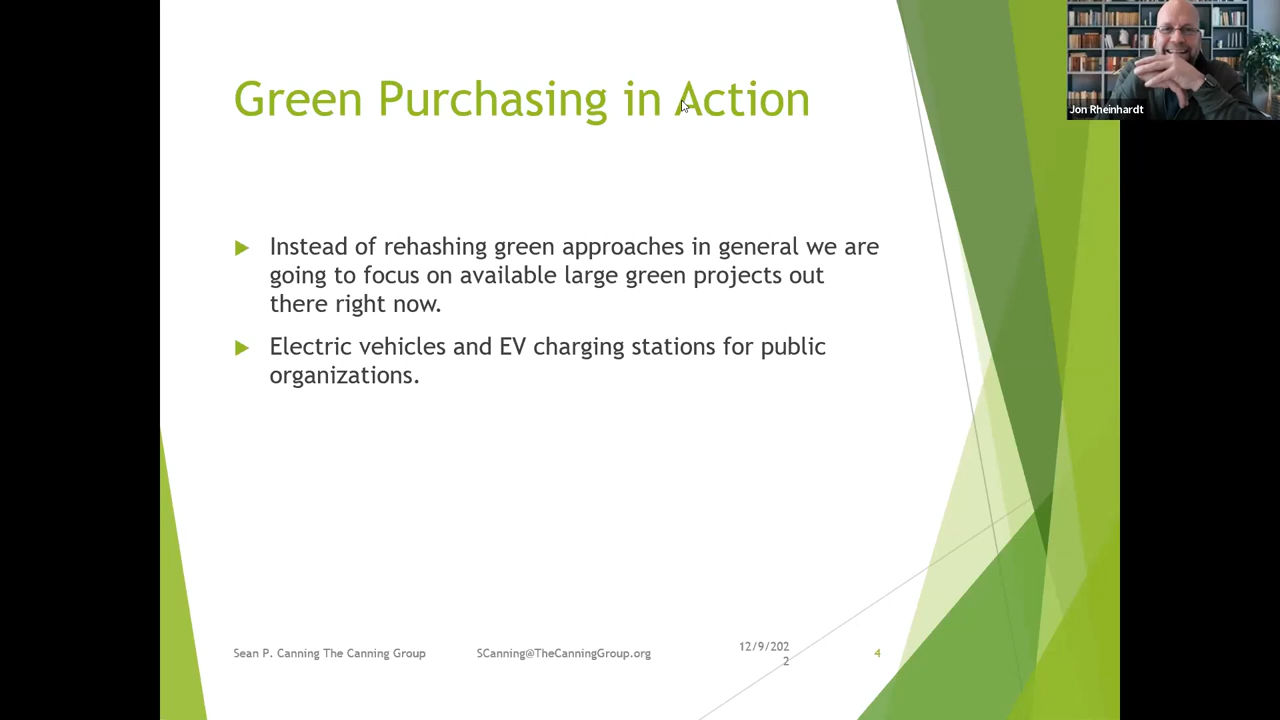 Green Purchasing in Action
Jon Rheinhardt
Instead of rehashing green approaches in general we are
going to focus on available large green projects out
there right now.
Electric vehicles and EV charging stations for public
organizations.
Sean P. Canning The Canning Group
SCanning@TheCanningGroup.org
12/9/202
2
4